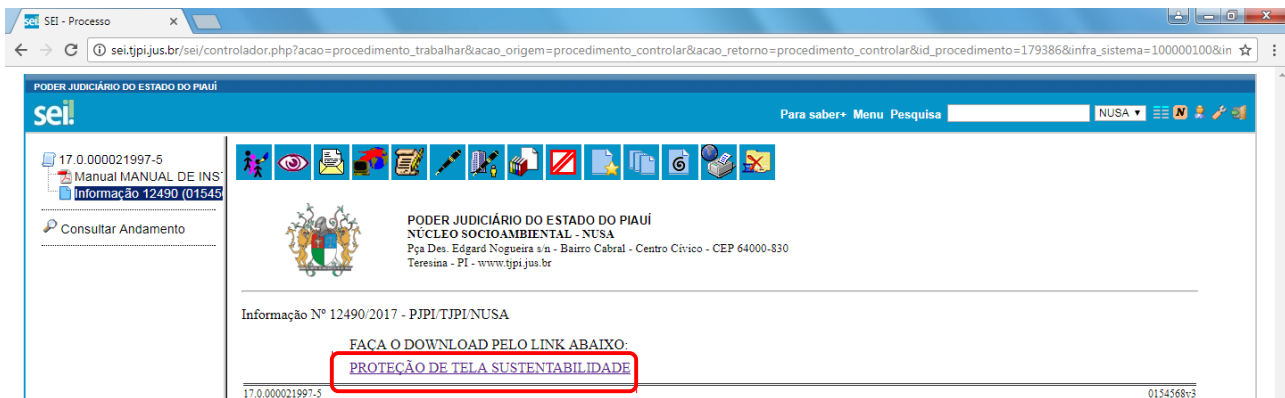 sei! SEI - Processo
sei.tjpi.jus.br/sei/controlador.php?acao=procedimento_trabalhar&acao_origem=procedimento_controlar&acao_retorno=procedimento_controlar&id_procedimento=179386&infra_sistema=100000100&in
PODER JUDICIÁRIO DO ESTADO DO PIAUÍ
sei!
Para saber+ Menu Pesquisa NUSA N
17.0.000021997-5
Manual MANUAL DE INS
Informação 12490 (01545
Consultar Andamento
PODER JUDICIÁRIO DO ESTADO DO PIAUÍ
NÚCLEO SOCIOAMBIENTAL - NUSA
Pça Des. Edgard Nogueira s/n - Bairro Cabral - Centro Cívico - CEP 64000-830
Teresina - PI - www.tjpi.jus.br
Informação Nº 12490/2017 - PJPI/TJPI/NUSA
FAÇA O DOWNLOAD PELO LINK ABAIXO:
PROTEÇÃO DE TELA SUSTENTABILIDADE
17.0.000021997-5 0154568v3